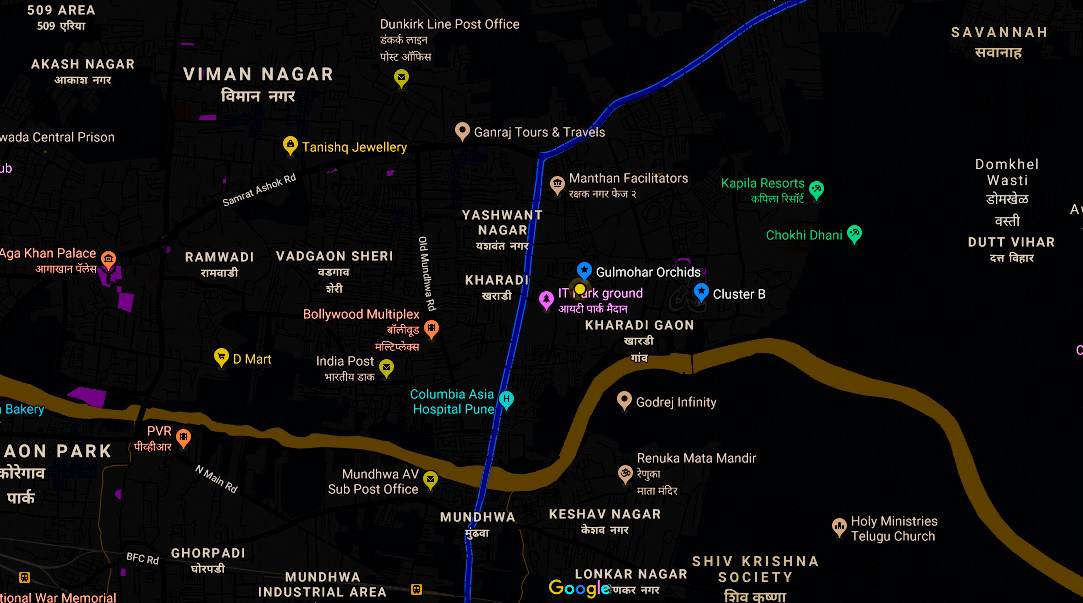 509 AREA
509 एरिया
Dunkirk Line Post Office
डंकर्क लाइन
पोस्ट ऑफिस
SAVANNAH
सवानाह
AKASH NAGAR
आकाश नगर
VIMAN NAGAR
विमान नगर
wada Central Prison
Ganraj Tours & Travels
Tanishq Jewellery
ub
Manthan Facilitators
रक्षक नगर फेज २
Samrat Ashok Rd
Kapila Resorts
कपिला रिसॉर्ट
Domkhel
Wasti
डोमखेळ
वस्ती
YASHWANT
NAGAR
यशवंत नगर
Chokhi Dhani
DUTT VIHAR
दत्त विहार
Aga Khan Palace
आगाखान पॅलेस
RAMWADI
रामवाडी
VADGAON SHERI
वडगाव
शेरी
Old Mundhwa Rd
KHARADI
खराडी
Gulmohar Orchids
IT Park ground
आयटी पार्क मैदान
Cluster B
Bollywood Multiplex
बॉलीवूड
मल्टिप्लेक्स
KHARADI GAON
खारडी
गांव
D Mart
India Post
भारतीय डाक
Columbia Asia
Hospital Pune
Godrej Infinity
Bakery
PVR
पीव्हीआर
AON PARK
कोरेगाव
पार्क
N Main Rd
Mundhwa AV
Sub Post Office
Renuka Mata Mandir
रेणुका
माता मंदिर
MUNDHWA
मुंढवा
KESHAV NAGAR
केशव नगर
Holy Ministries
Telugu Church
BFC Rd
GHORPADI
घोरपडी
MUNDHWA
INDUSTRIAL AREA
LONKAR NAGAR
णकर नगर
Google
SHIV KRISHNA
SOCIETY
शिव कृष्णा
tional War Memorial